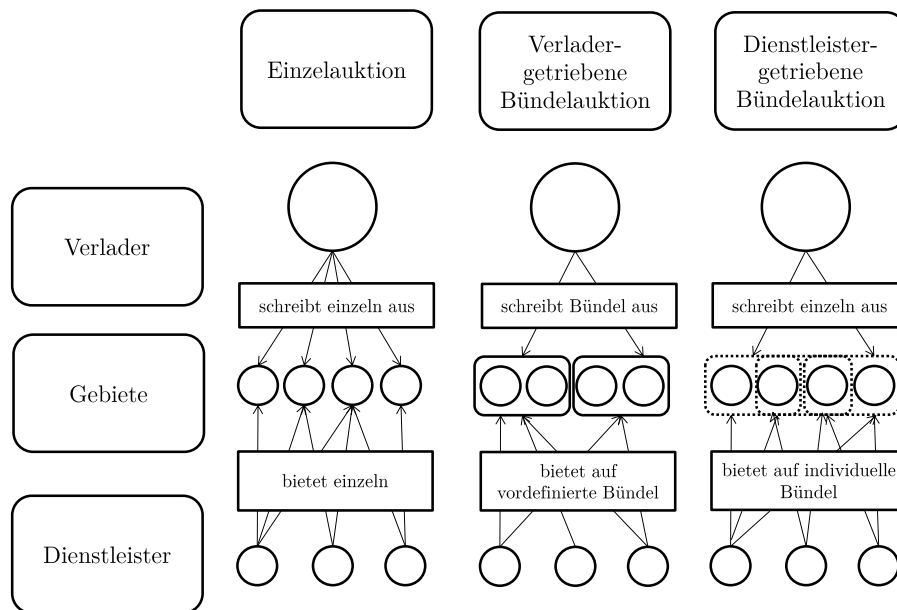 Einzelauktion
Verlader-
getriebene
Bündelauktion
Dienstleister-
getriebene
Bündelauktion
Verlader
schreibt einzeln aus
schreibt Bündel aus
schreibt einzeln aus
Gebiete
bietet einzeln
bietet auf
vordefinierte Bündel
bietet auf individuelle
Bündel
Dienstleister